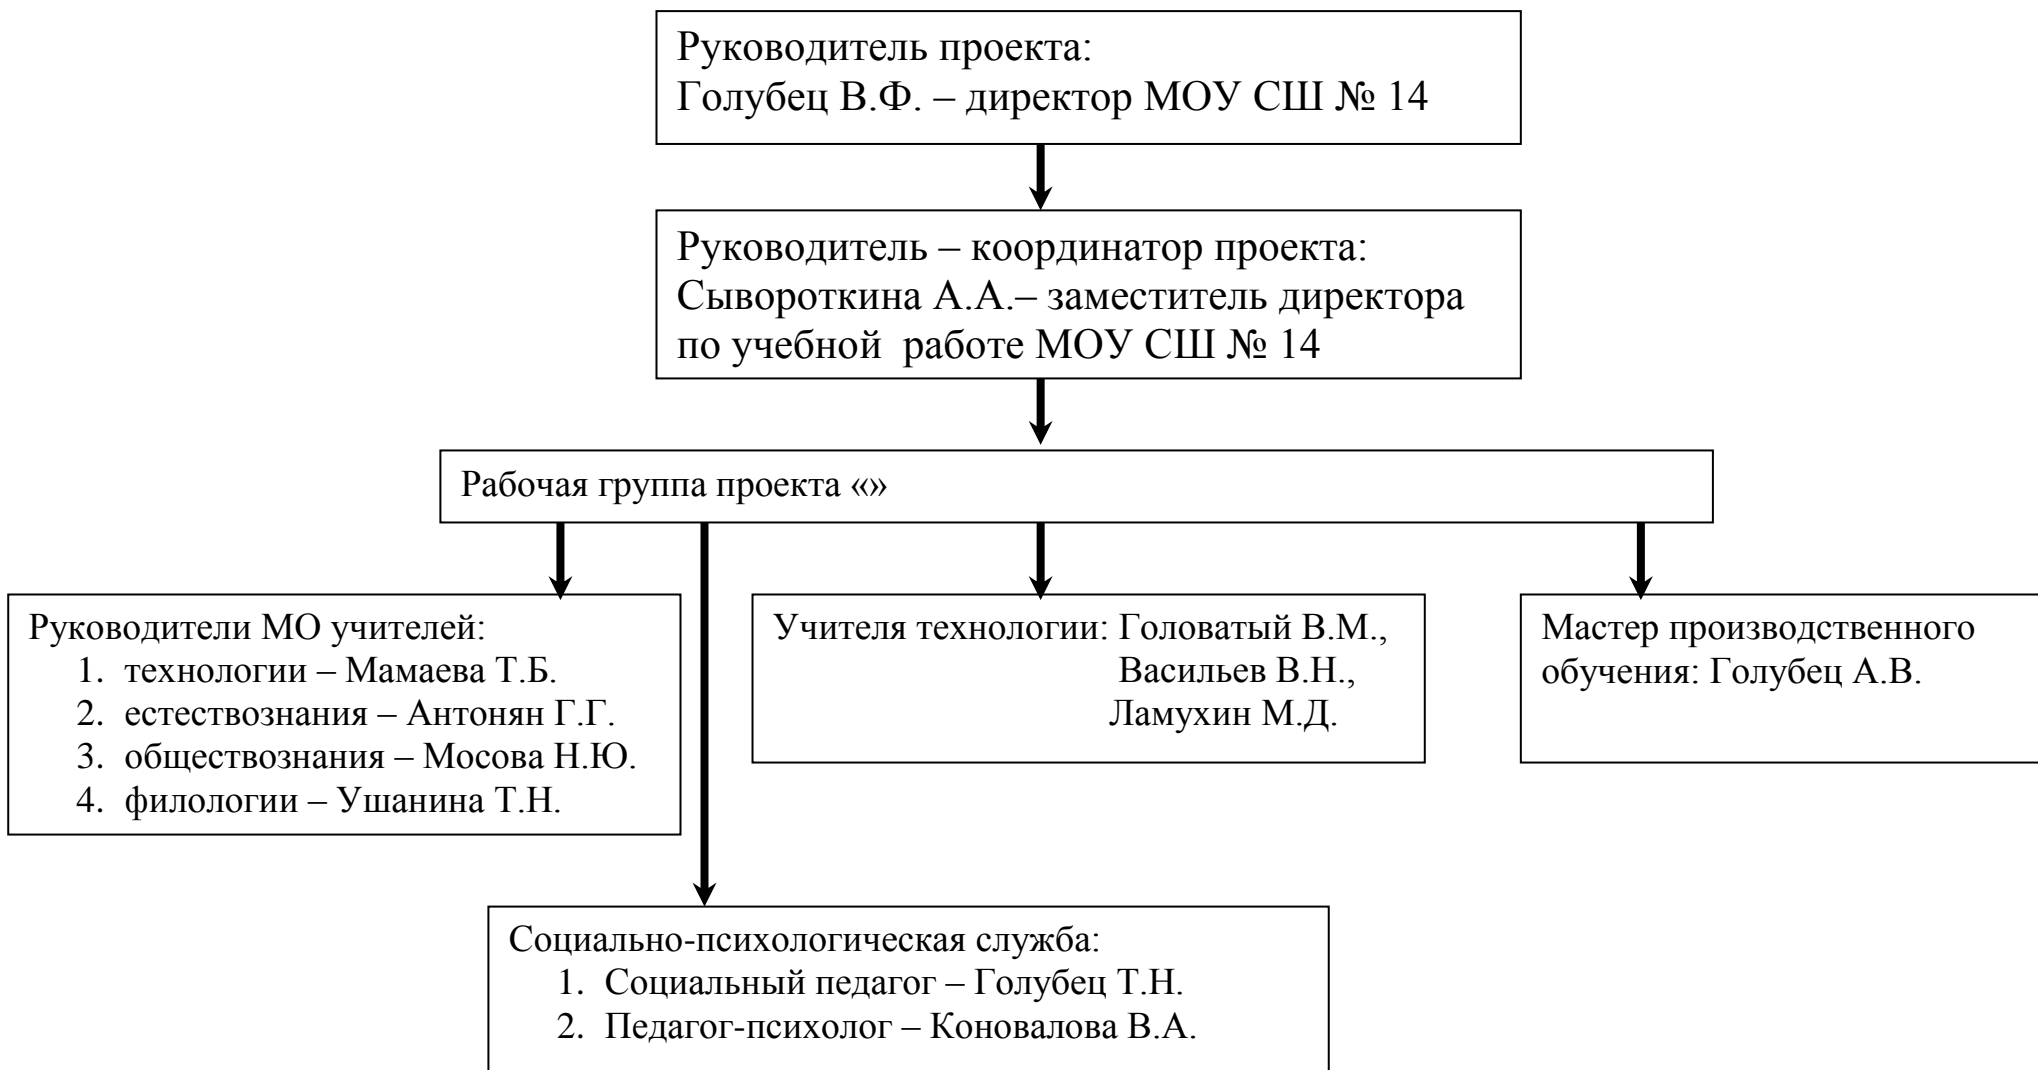 Руководитель проекта:
Голубец В.Ф. – директор МОУ СШ № 14
Руководитель – координатор проекта:
Сывороткина А.А.– заместитель директора
по учебной  работе МОУ СШ № 14
Рабочая группа проекта «»
Руководители МО учителей:
1. технологии – Мамаева Т.Б.
2. естествознания – Антонян Г.Г.
3. обществознания – Мосова Н.Ю.
4. филологии – Ушанина Т.Н.
Учителя технологии: Головатый В.М.,
Васильев В.Н.,
Ламухин М.Д.
Мастер производственного
обучения: Голубец А.В.
Социально-психологическая служба:
1. Социальный педагог – Голубец Т.Н.
2. Педагог-психолог – Коновалова В.А.